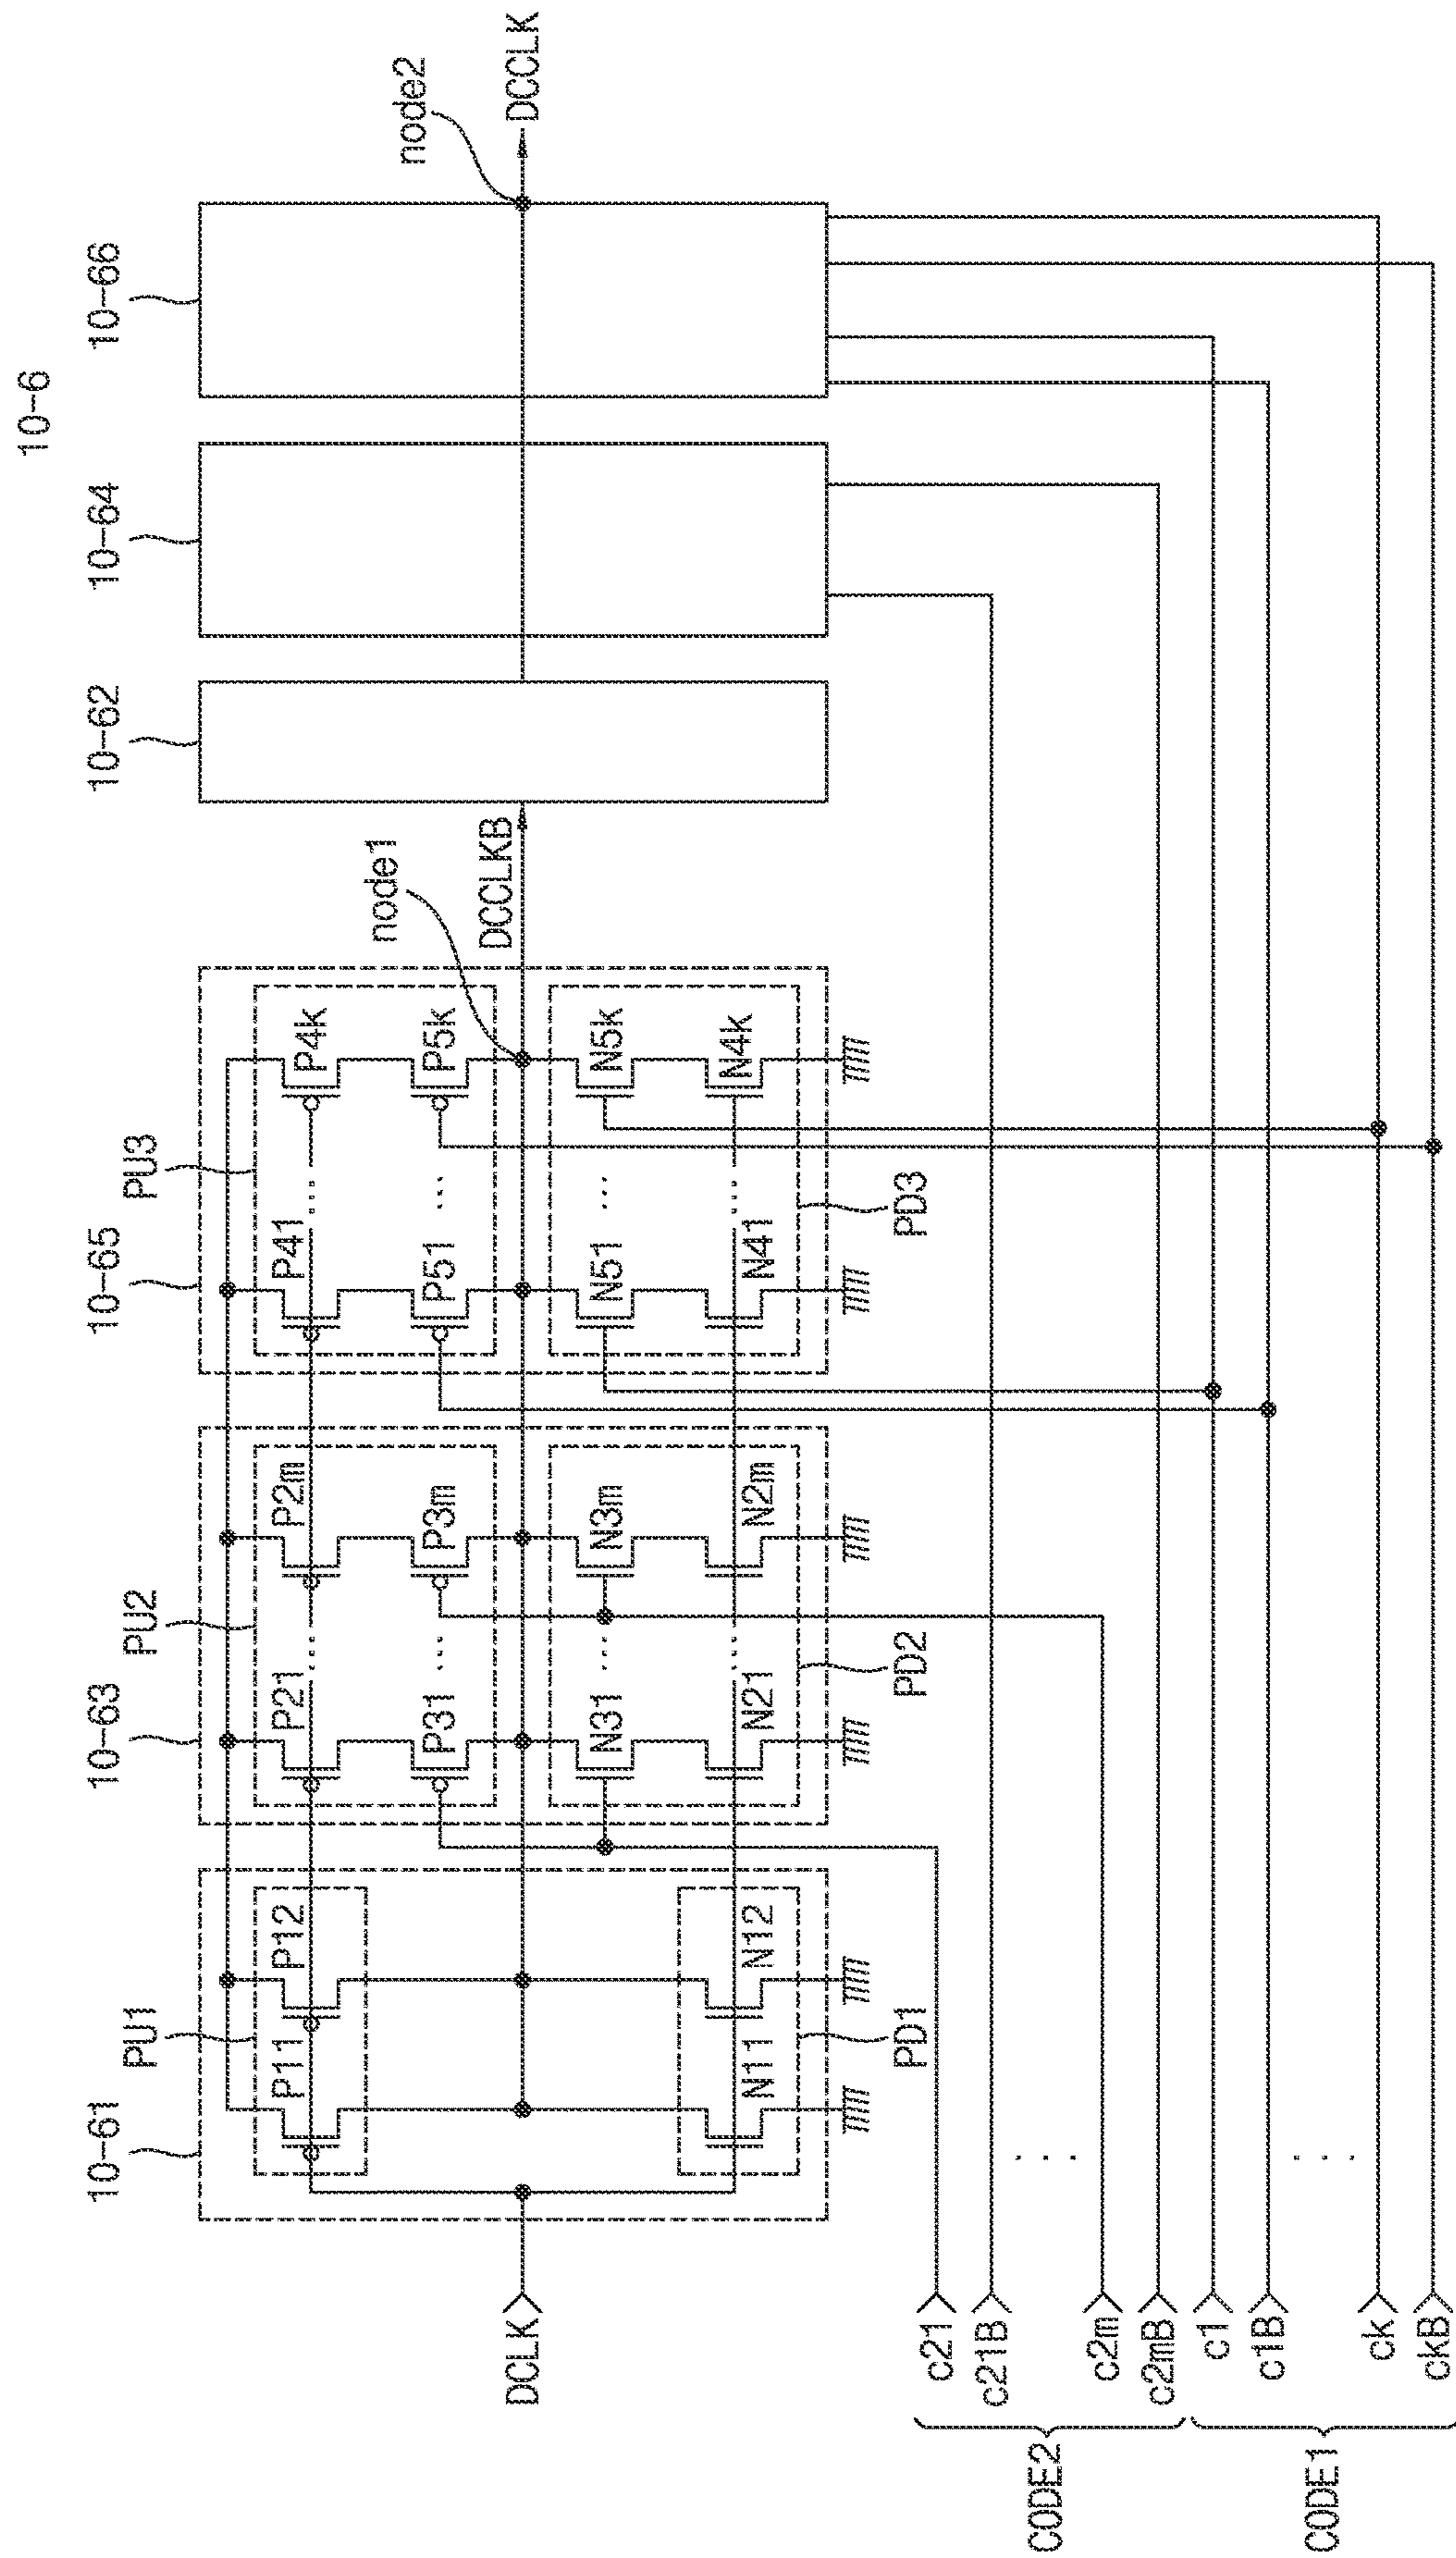 10-6
10-61
10-63
10-65
10-62
10-64
10-66
PU1
PU2
PU3
P11
P12
P21
P2m
P41
P4k
P31
P3m
P51
P5k
node1
node2
DCLK
DCCLKB
DCCLK
N31
N3m
N51
N5k
N11
N12
N21
N2m
N41
N4k
PD1
PD2
PD3
...
CODE2
c21
c21B
...
c2m
c2mB
CODE1
c1
c1B
...
ck
ckB